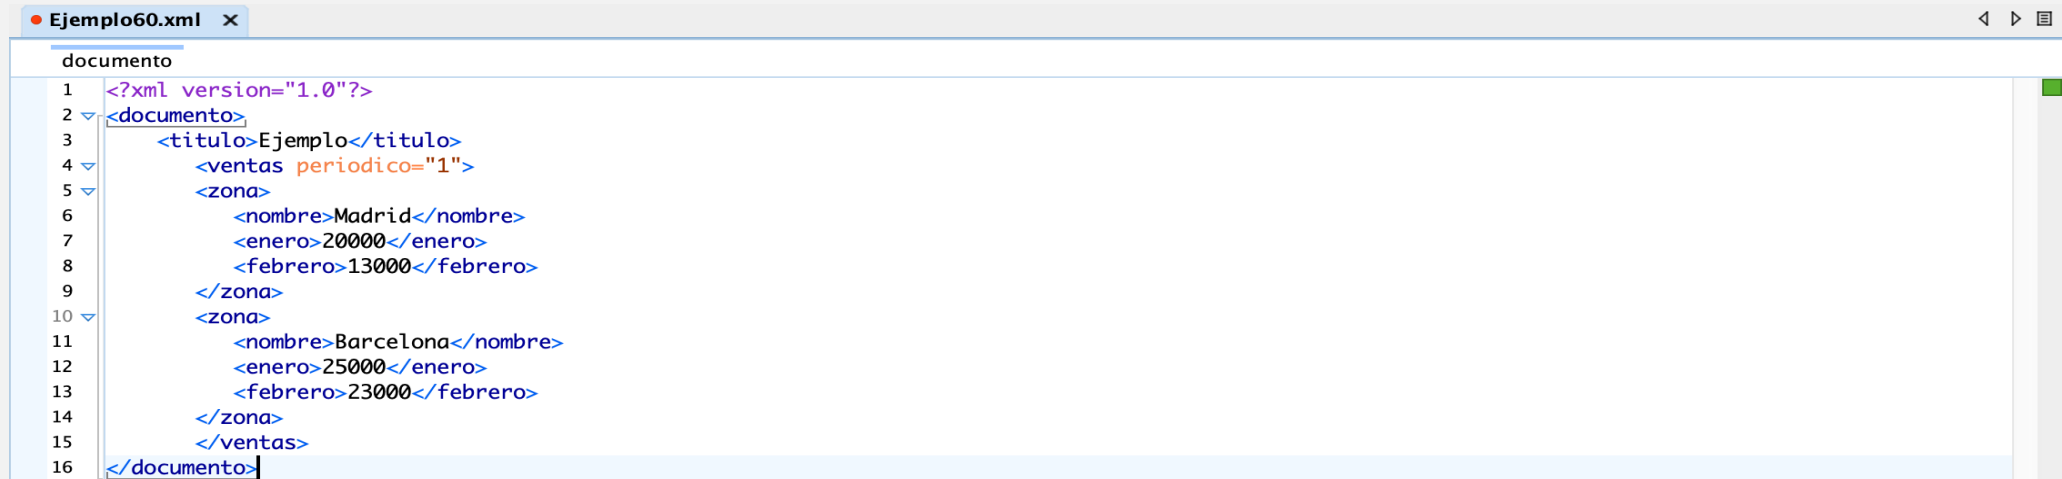 Ejemplo60.xml
documento
1 <?xml version="1.0"?>
2 <documento>
3 <titulo>Ejemplo</titulo>
4 <ventas periodico="1">
5 <zona>
6 <nombre>Madrid</nombre>
7 <enero>20000</enero>
8 <febrero>13000</febrero>
9 </zona>
10 <zona>
11 <nombre>Barcelona</nombre>
12 <enero>25000</enero>
13 <febrero>23000</febrero>
14 </zona>
15 </ventas>
16 </documento>